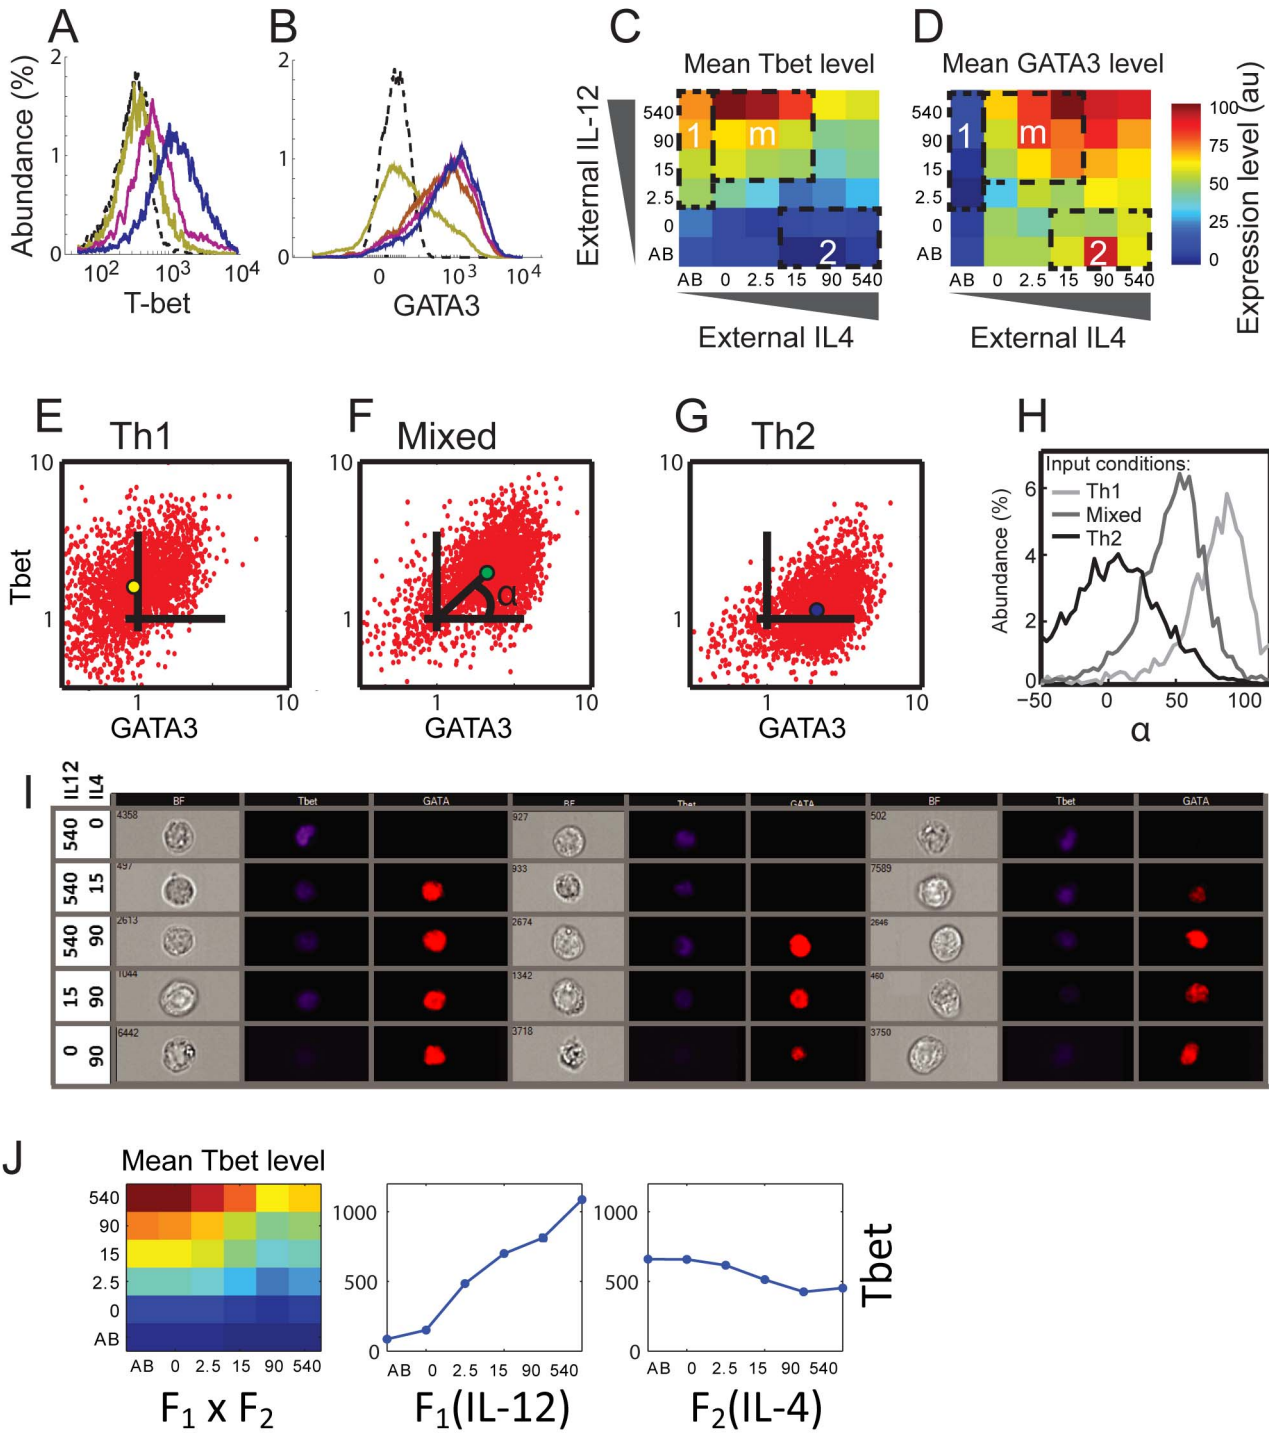 A
B
C
D
Mean Tbet level
Mean GATA3 level
Abundance (%)
2
1
0
10²
10³
10⁴
T-bet
2
1
0
0
10³
10⁴
GATA3
External IL-12
540
90
15
2.5
0
AB
1
m
2
AB 0 2.5 15 90 540
External IL4
540
90
15
2.5
0
AB
1
m
2
AB 0 2.5 15 90 540
External IL4
100
75
50
25
0
Expression level (au)
E
F
G
H
Th1
Mixed
Th2
Tbet
10
1
1
10
GATA3
10
1
α
1
10
GATA3
10
1
1
10
GATA3
Input conditions:
Th1
Mixed
Th2
Abundance (%)
6
4
2
0
−50 0 50 100
α
I
IL12
IL4
BF Tbet GATA BF Tbet GATA BF Tbet GATA
540 0 4358 927 502
540 15 497 933 7589
540 90 2613 2674 2646
15 90 1044 1342 460
0 90 6442 3718 3750
J
Mean Tbet level
540
90
15
2.5
0
AB
AB 0 2.5 15 90 540
F₁ x F₂
1000
500
0
AB 0 2.5 15 90 540
F₁(IL-12)
1000
500
0
AB 0 2.5 15 90 540
F₂(IL-4)
Tbet